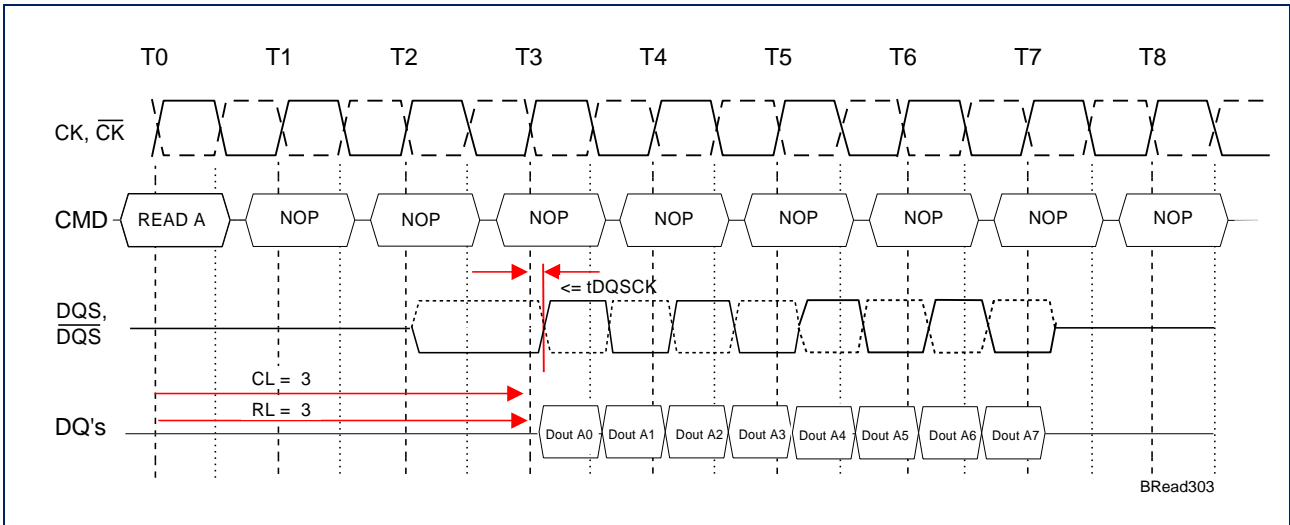 T0 T1 T2 T3 T4 T5 T6 T7 T8
CK, CK
CMD READ A NOP NOP NOP NOP NOP NOP NOP NOP
<= tDQSCK
DQS,
DQS
CL = 3
RL = 3
DQ's Dout A0 Dout A1 Dout A2 Dout A3 Dout A4 Dout A5 Dout A6 Dout A7
BRead303